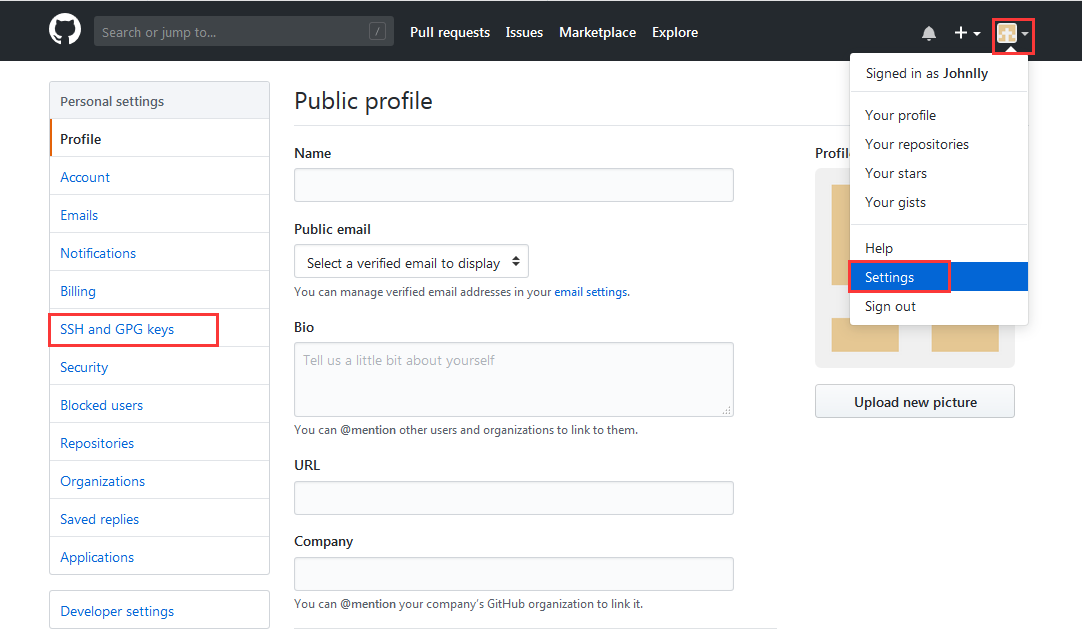 Search or jump to...
/
Pull requests
Issues
Marketplace
Explore
Signed in as Johnlly
Your profile
Your repositories
Your stars
Your gists
Help
Settings
Sign out
Personal settings
Profile
Account
Emails
Notifications
Billing
SSH and GPG keys
Security
Blocked users
Repositories
Organizations
Saved replies
Applications
Developer settings
Public profile
Name
Public email
Select a verified email to display
You can manage verified email addresses in your email settings.
Bio
Tell us a little bit about yourself
You can @mention other users and organizations to link to them.
URL
Company
You can @mention your company's GitHub organization to link it.
Profil
Upload new picture